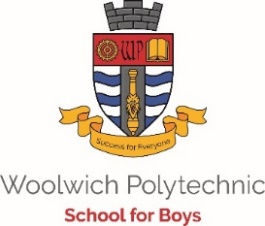 WP
Success for Everyone
Woolwich Polytechnic
School for Boys